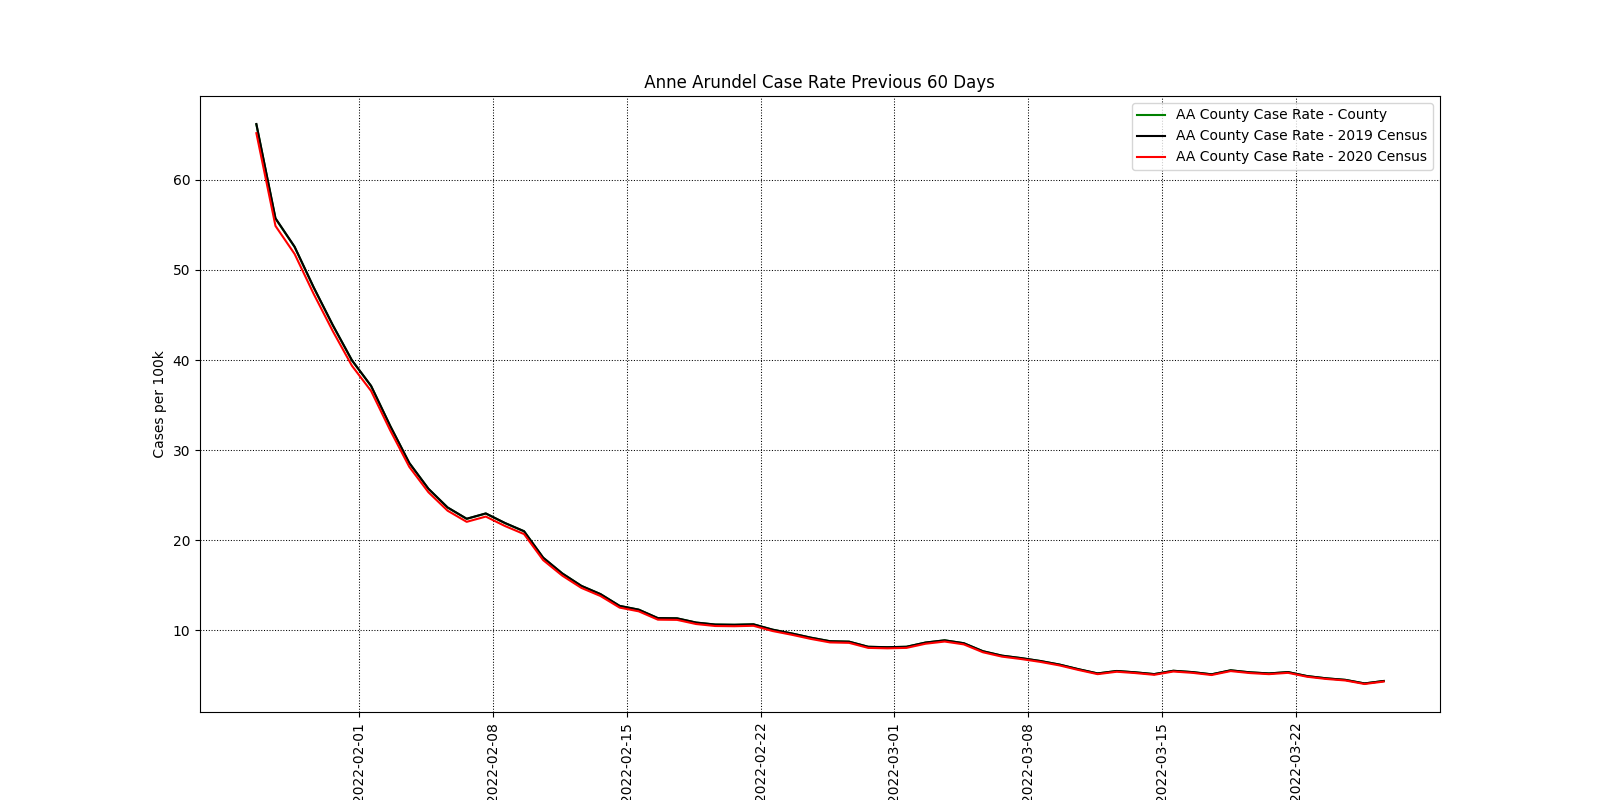 Anne Arundel Case Rate Previous 60 Days
AA County Case Rate - County
AA County Case Rate - 2019 Census
AA County Case Rate - 2020 Census
Cases per 100k
60
50
40
30
20
10
2022-02-01
2022-02-08
2022-02-15
2022-02-22
2022-03-01
2022-03-08
2022-03-15
2022-03-22